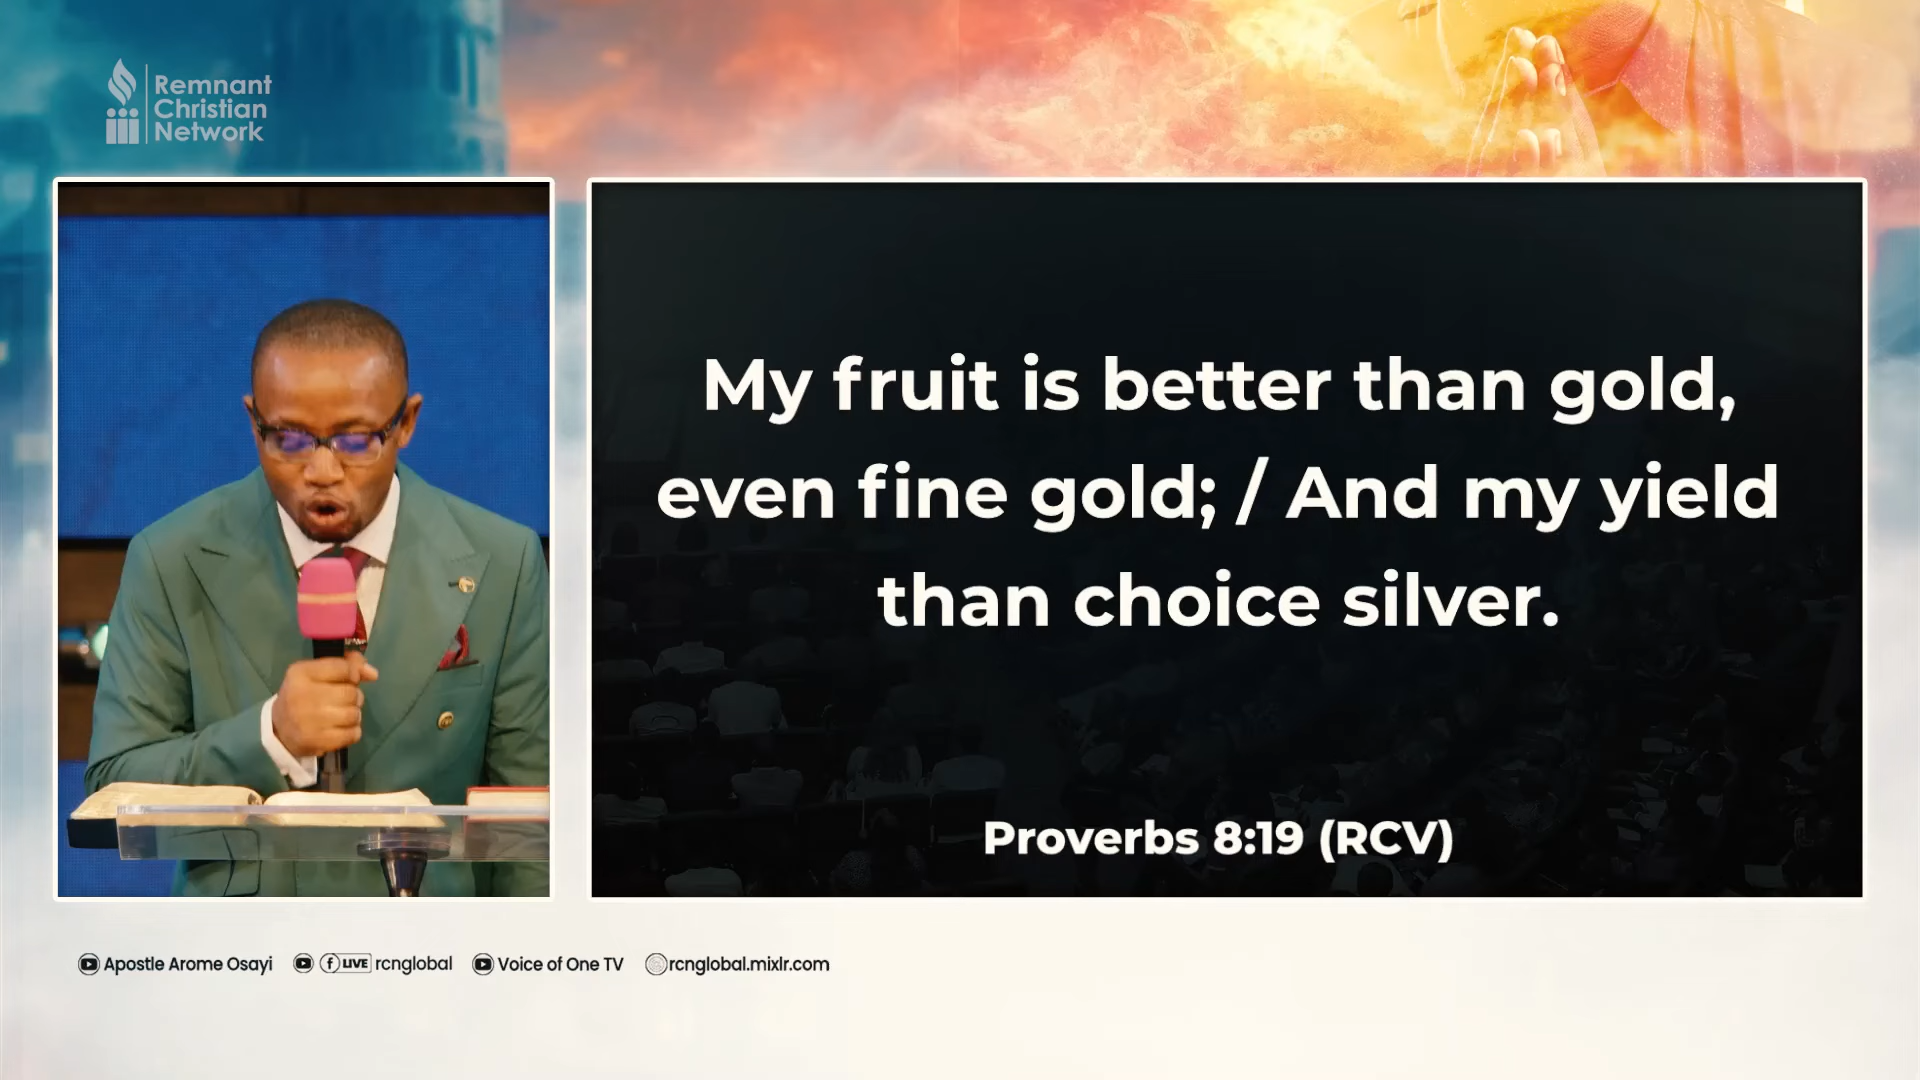 Remnant
Christian
Network
My fruit is better than gold,
even fine gold; / And my yield
than choice silver.
Proverbs 8:19 (RCV)
Apostle Arome Osayi f LIVE rcnglobal Voice of One TV rcnglobal.mixlr.com